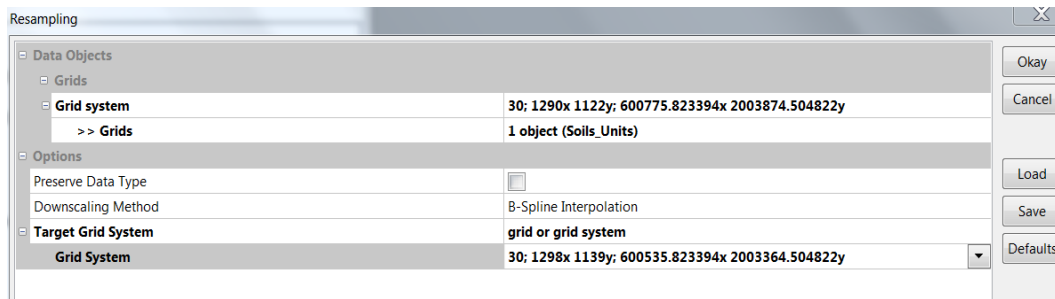 Resampling
Data Objects
Grids
Grid system 30; 1290x 1122y; 600775.823394x 2003874.504822y
>> Grids 1 object (Soils_Units)
Options
Preserve Data Type
Downscaling Method B-Spline Interpolation
Target Grid System grid or grid system
Grid System 30; 1298x 1139y; 600535.823394x 2003364.504822y
Okay
Cancel
Load
Save
Defaults